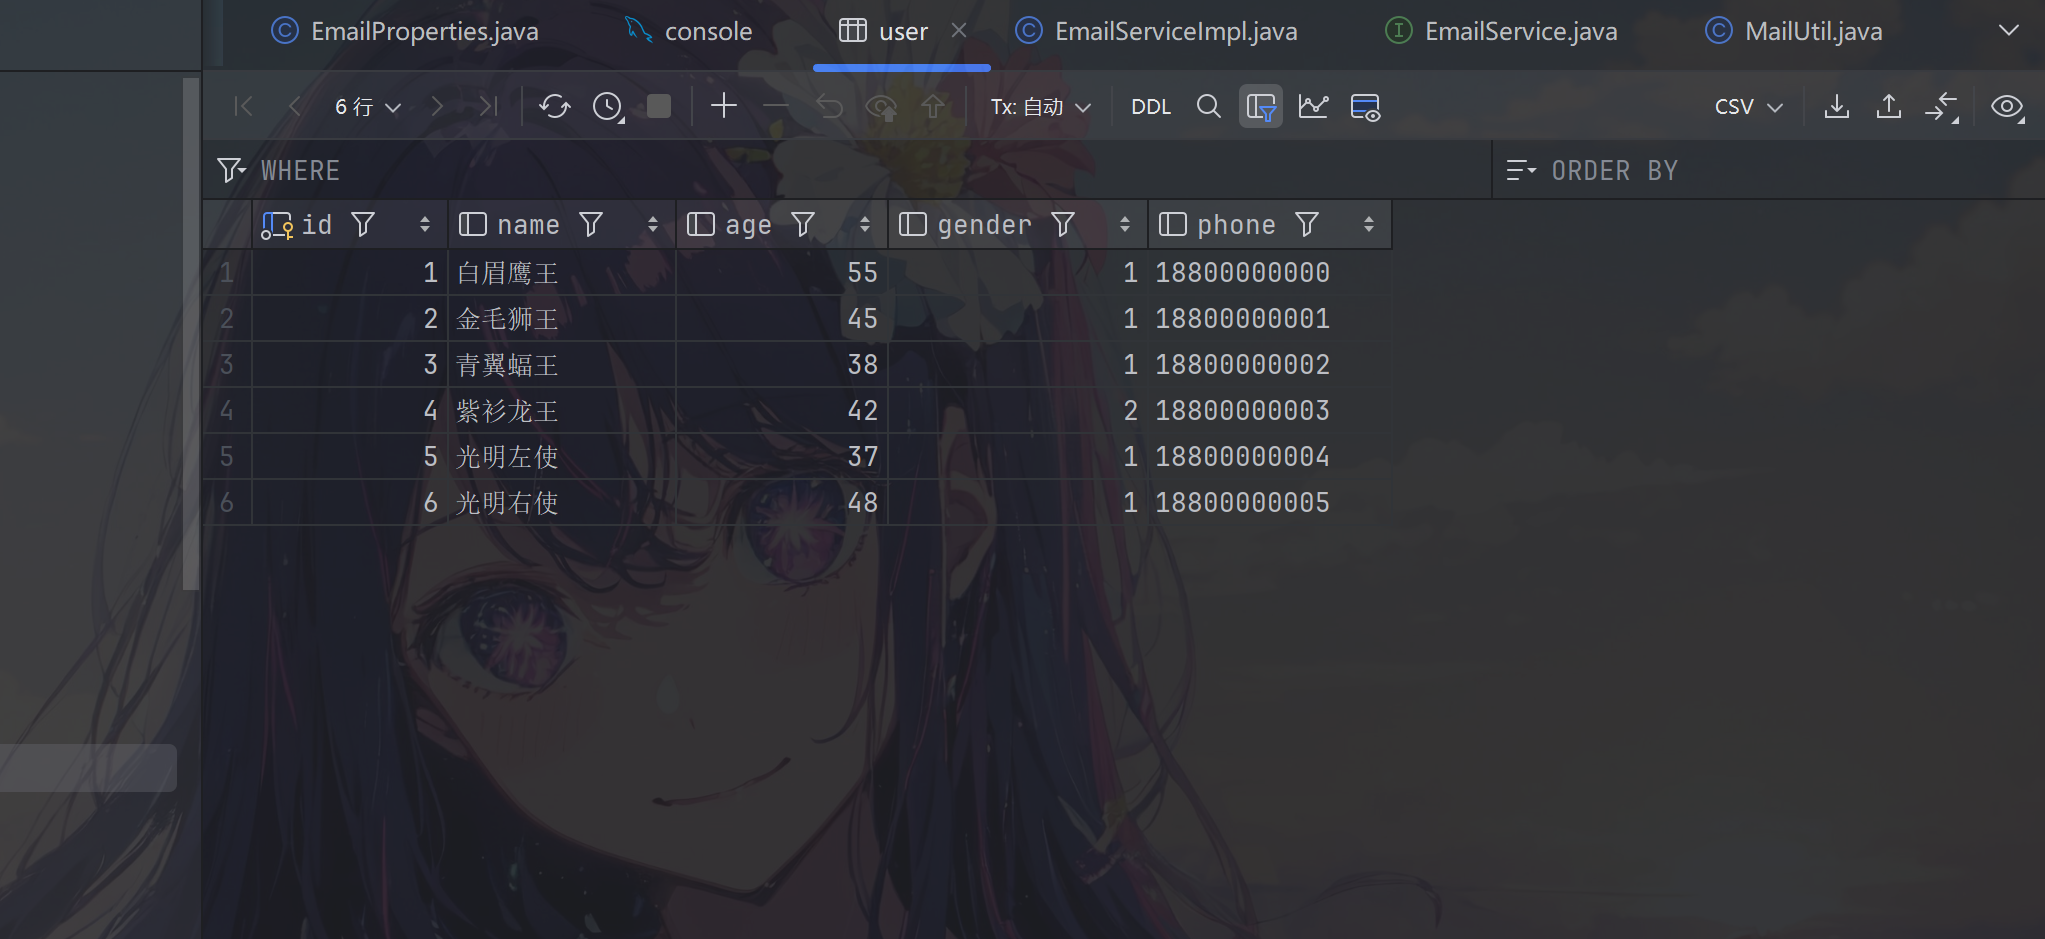 EmailProperties.java console user EmailServiceImpl.java EmailService.java MailUtil.java
6 行 Tx: 自动 DDL CSV
WHERE ORDER BY
id name age gender phone
1 1 白眉鹰王 55 1 18800000000
2 2 金毛狮王 45 1 18800000001
3 3 青翼蝠王 38 1 18800000002
4 4 紫衫龙王 42 2 18800000003
5 5 光明左使 37 1 18800000004
6 6 光明右使 48 1 18800000005